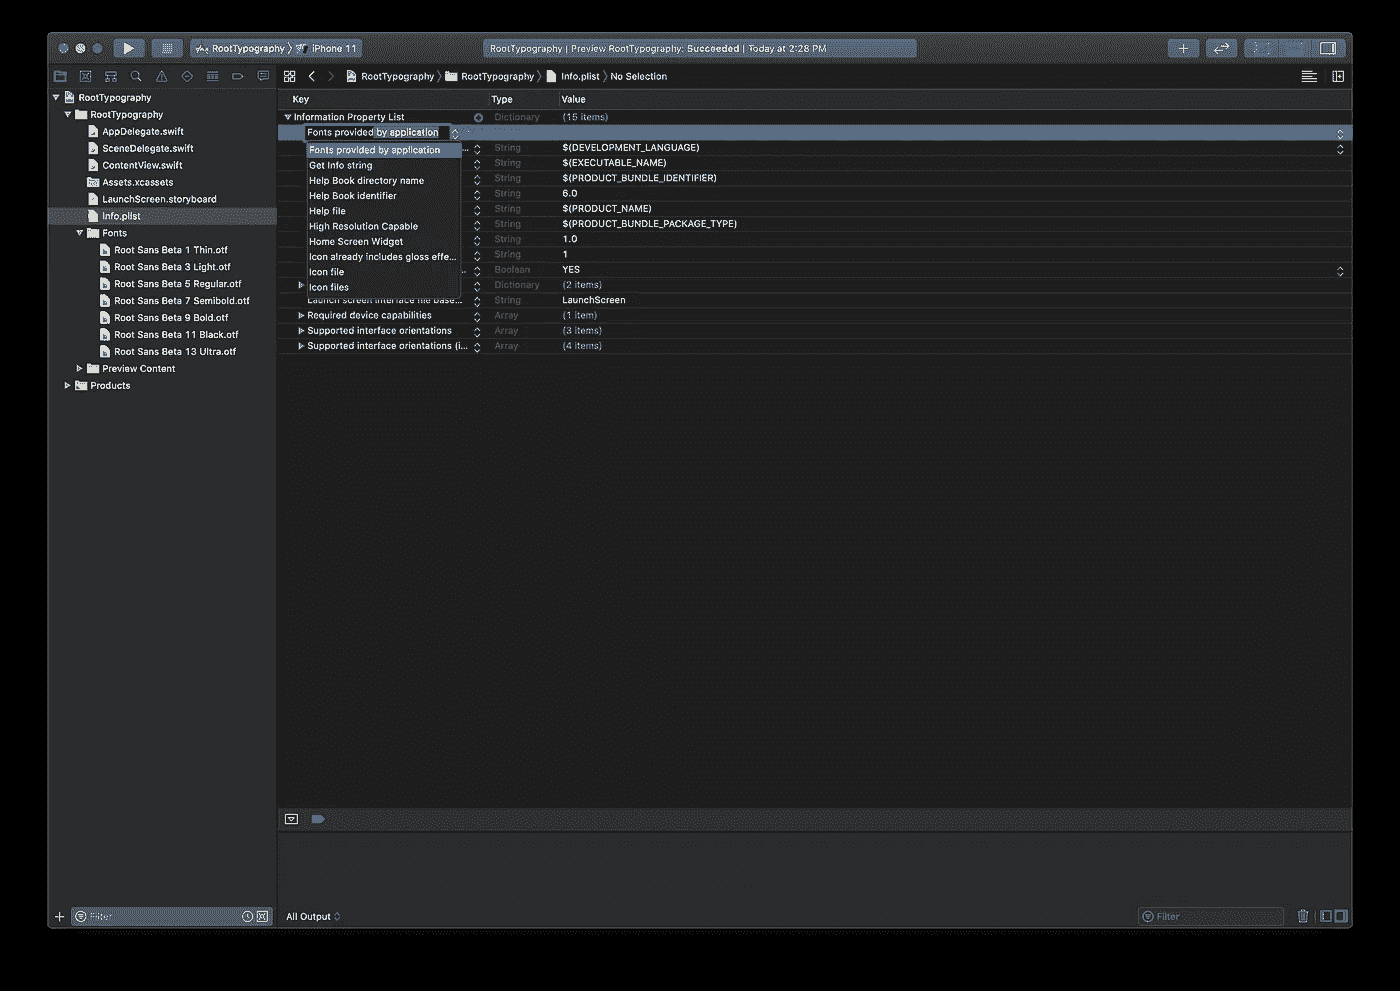 RootTypography 〉 iPhone 11
RootTypography | Preview RootTypography: Succeeded | Today at 2:28 PM
RootTypography 〉 RootTypography 〉 Info.plist 〉 No Selection
RootTypography
RootTypography
AppDelegate.swift
SceneDelegate.swift
ContentView.swift
Assets.xcassets
LaunchScreen.storyboard
Info.plist
Fonts
Root Sans Beta 1 Thin.otf
Root Sans Beta 3 Light.otf
Root Sans Beta 5 Regular.otf
Root Sans Beta 7 Semibold.otf
Root Sans Beta 9 Bold.otf
Root Sans Beta 11 Black.otf
Root Sans Beta 13 Ultra.otf
Preview Content
Products
Filter
Key Type Value
Information Property List Dictionary (15 items)
Fonts provided by application
Fonts provided by application ... String $(DEVELOPMENT_LANGUAGE)
Get Info string String $(EXECUTABLE_NAME)
Help Book directory name String $(PRODUCT_BUNDLE_IDENTIFIER)
Help Book identifier String 6.0
Help file String $(PRODUCT_NAME)
High Resolution Capable String $(PRODUCT_BUNDLE_PACKAGE_TYPE)
Home Screen Widget String 1.0
Icon already includes gloss effe... String 1
Icon file ... Boolean YES
Icon files Dictionary (2 items)
Launch screen interface file base... String LaunchScreen
Required device capabilities Array (1 item)
Supported interface orientations Array (3 items)
Supported interface orientations (i... Array (4 items)
All Output
Filter